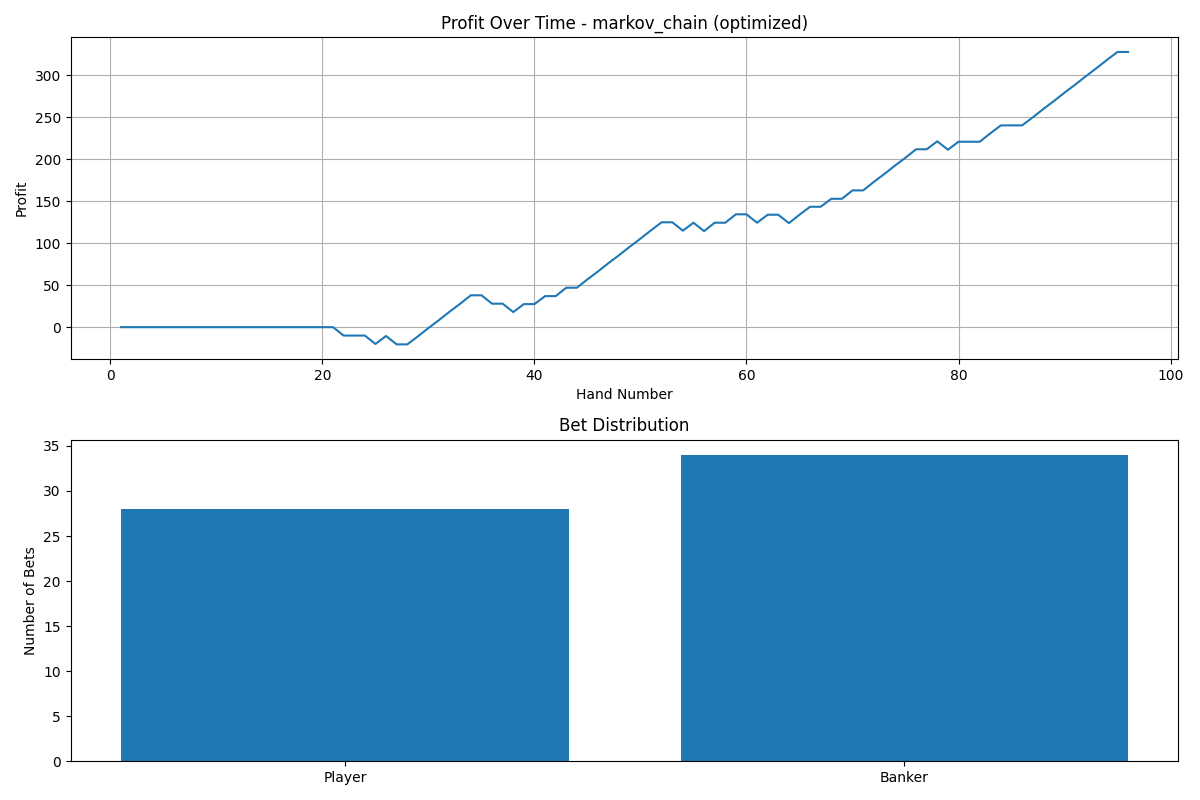 Profit Over Time - markov_chain (optimized)
300
250
200
150
100
50
0
Profit
0 20 40 60 80 100
Hand Number
Bet Distribution
35
30
25
20
15
10
5
0
Number of Bets
Player Banker